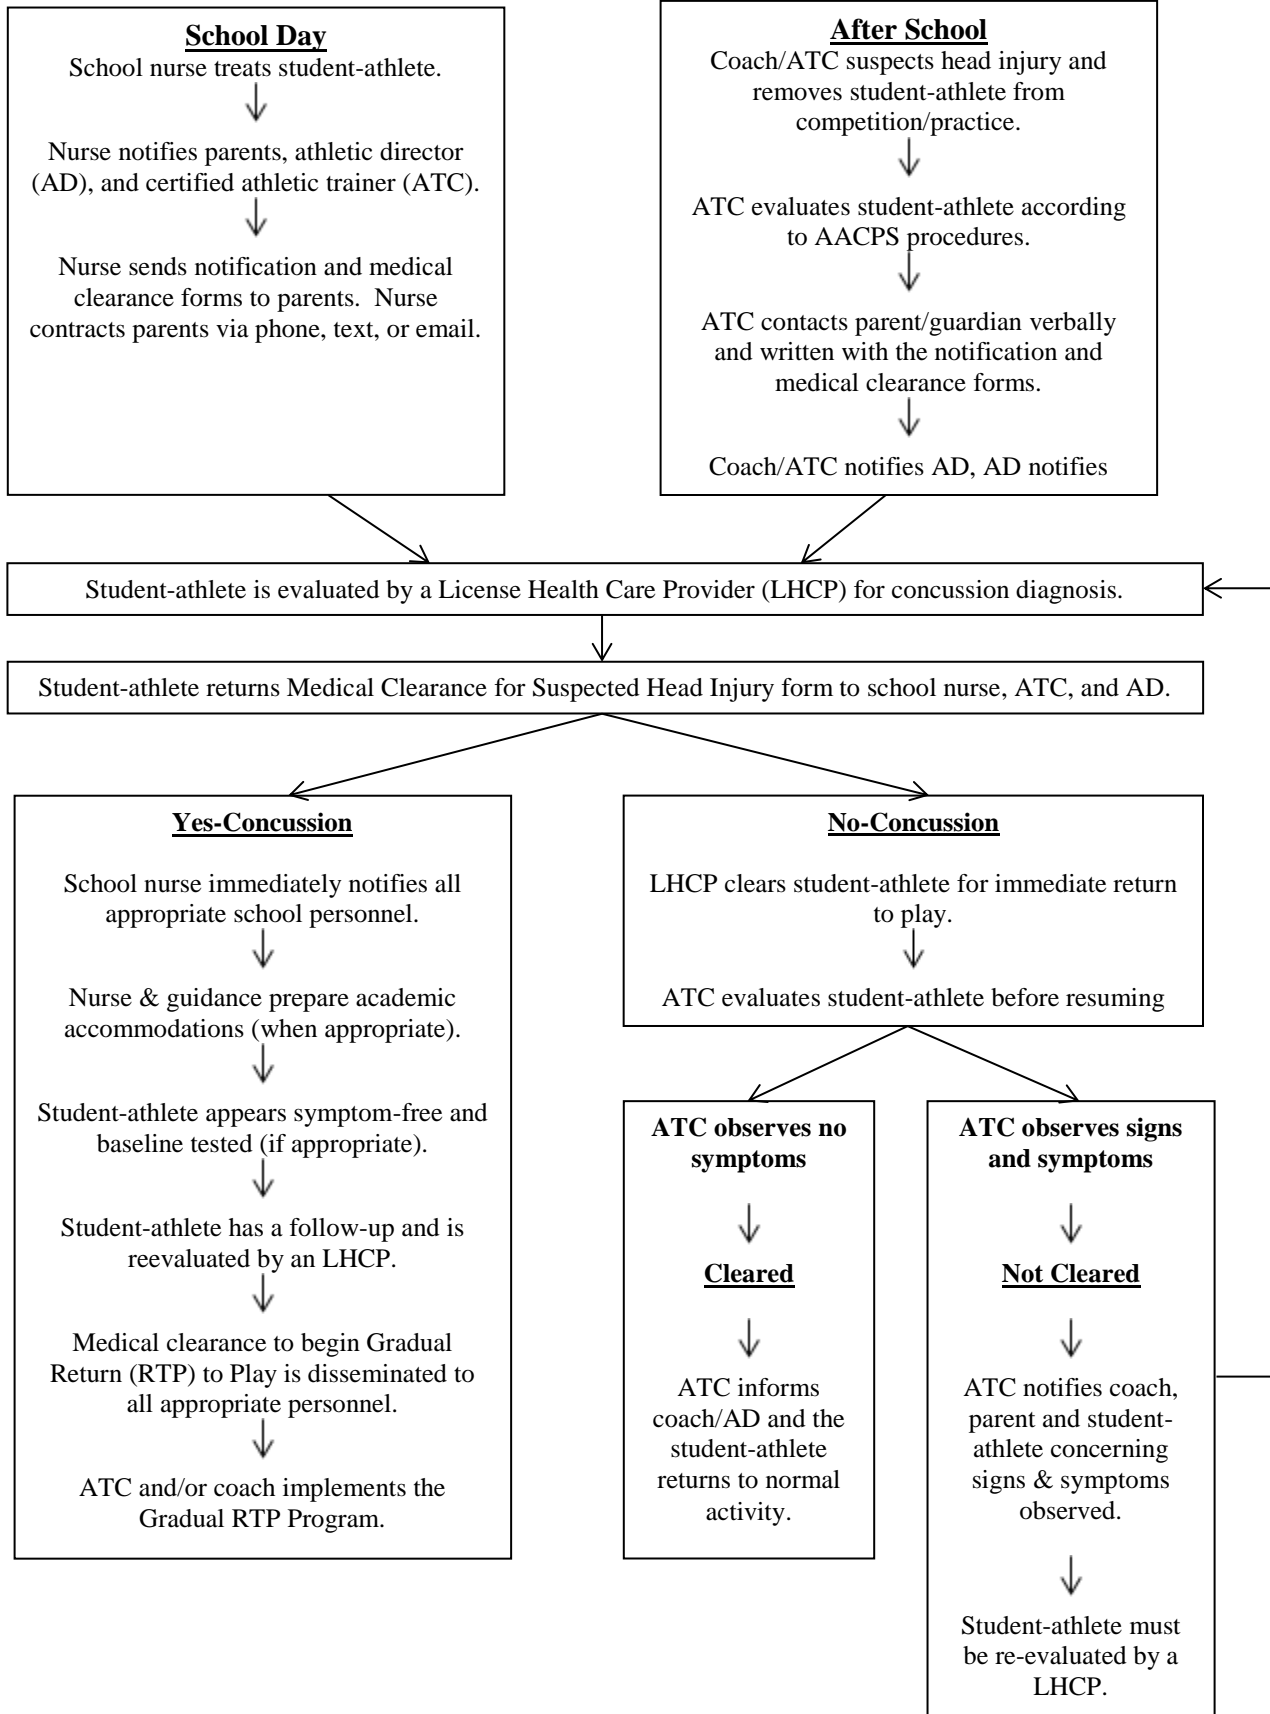 School Day
School nurse treats student-athlete.
Nurse notifies parents, athletic director
(AD), and certified athletic trainer (ATC).
Nurse sends notification and medical
clearance forms to parents.  Nurse
contracts parents via phone, text, or email.
After School
Coach/ATC suspects head injury and
removes student-athlete from
competition/practice.
ATC evaluates student-athlete according
to AACPS procedures.
ATC contacts parent/guardian verbally
and written with the notification and
medical clearance forms.
Coach/ATC notifies AD, AD notifies
Student-athlete is evaluated by a License Health Care Provider (LHCP) for concussion diagnosis.
Student-athlete returns Medical Clearance for Suspected Head Injury form to school nurse, ATC, and AD.
Yes-Concussion
School nurse immediately notifies all
appropriate school personnel.
Nurse & guidance prepare academic
accommodations (when appropriate).
Student-athlete appears symptom-free and
baseline tested (if appropriate).
Student-athlete has a follow-up and is
reevaluated by an LHCP.
Medical clearance to begin Gradual
Return (RTP) to Play is disseminated to
all appropriate personnel.
ATC and/or coach implements the
Gradual RTP Program.
No-Concussion
LHCP clears student-athlete for immediate return
to play.
ATC evaluates student-athlete before resuming
ATC observes no
symptoms
Cleared
ATC informs
coach/AD and the
student-athlete
returns to normal
activity.
ATC observes signs
and symptoms
Not Cleared
ATC notifies coach,
parent and student-
athlete concerning
signs & symptoms
observed.
Student-athlete must
be re-evaluated by a
LHCP.